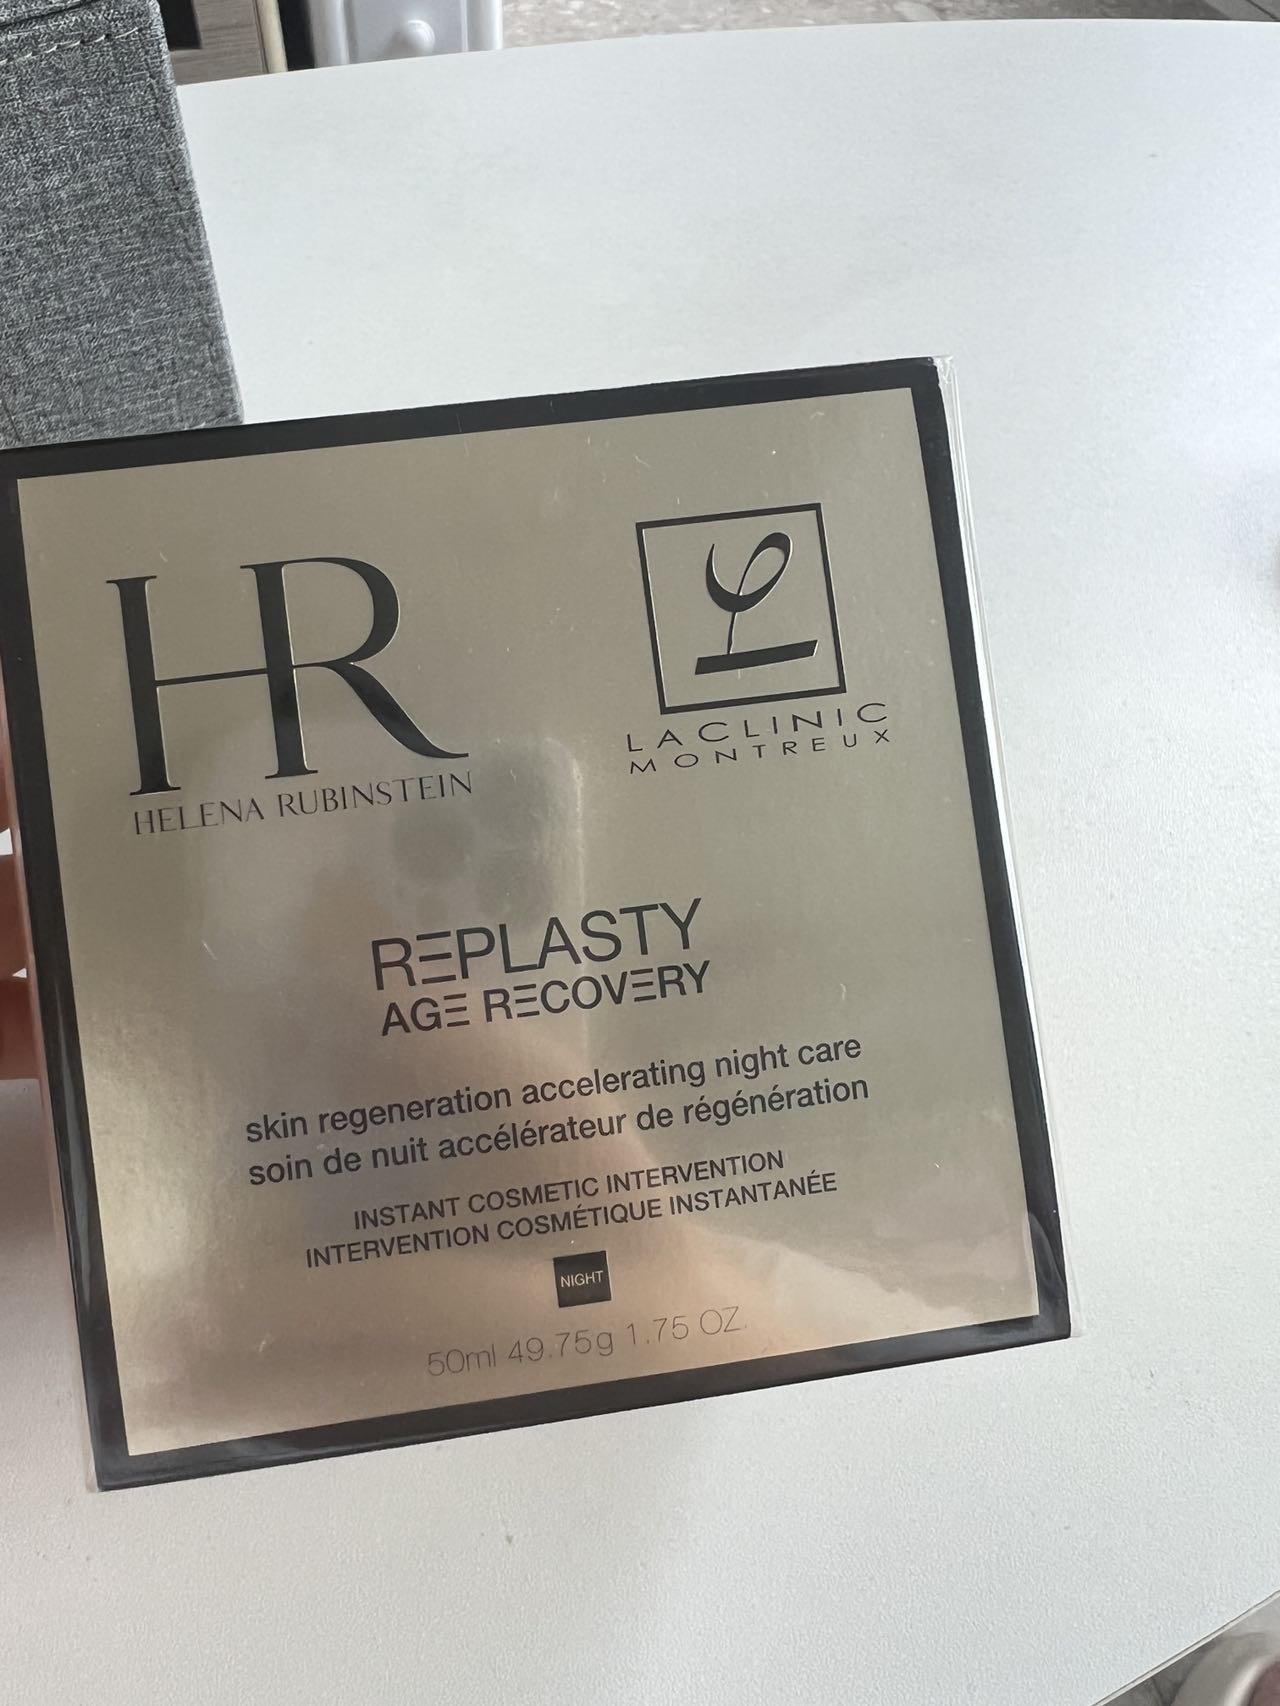 HR
HELENA RUBINSTEIN
LACLINIC
MONTREUX
REPLASTY
AGE RECOVERY
skin regeneration accelerating night care
soin de nuit accélérateur de régénération
INSTANT COSMETIC INTERVENTION
INTERVENTION COSMÉTIQUE INSTANTANÉE
NIGHT
50ml 49.75g 1.75 OZ.